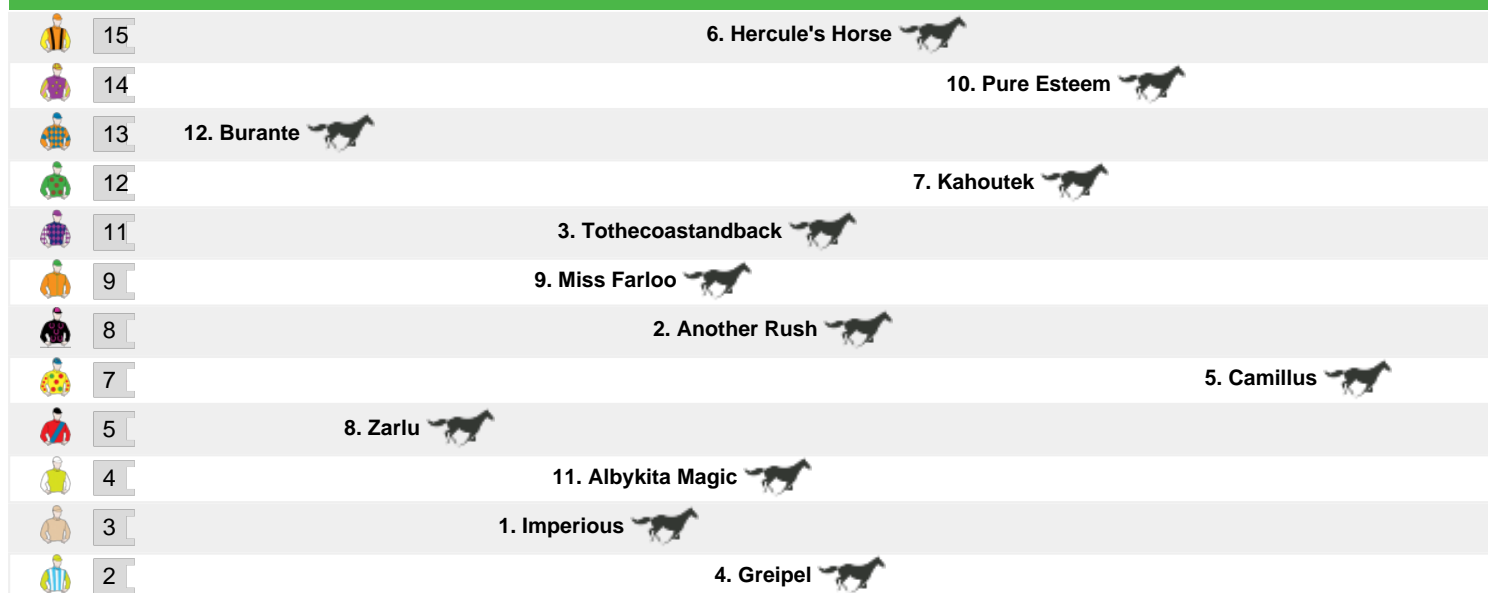 15 6. Hercule's Horse
14 10. Pure Esteem
13 12. Burante
12 7. Kahoutek
11 3. Tothecoastandback
9 9. Miss Farloo
8 2. Another Rush
7 5. Camillus
5 8. Zarlu
4 11. Albykita Magic
3 1. Imperious
2 4. Greipel